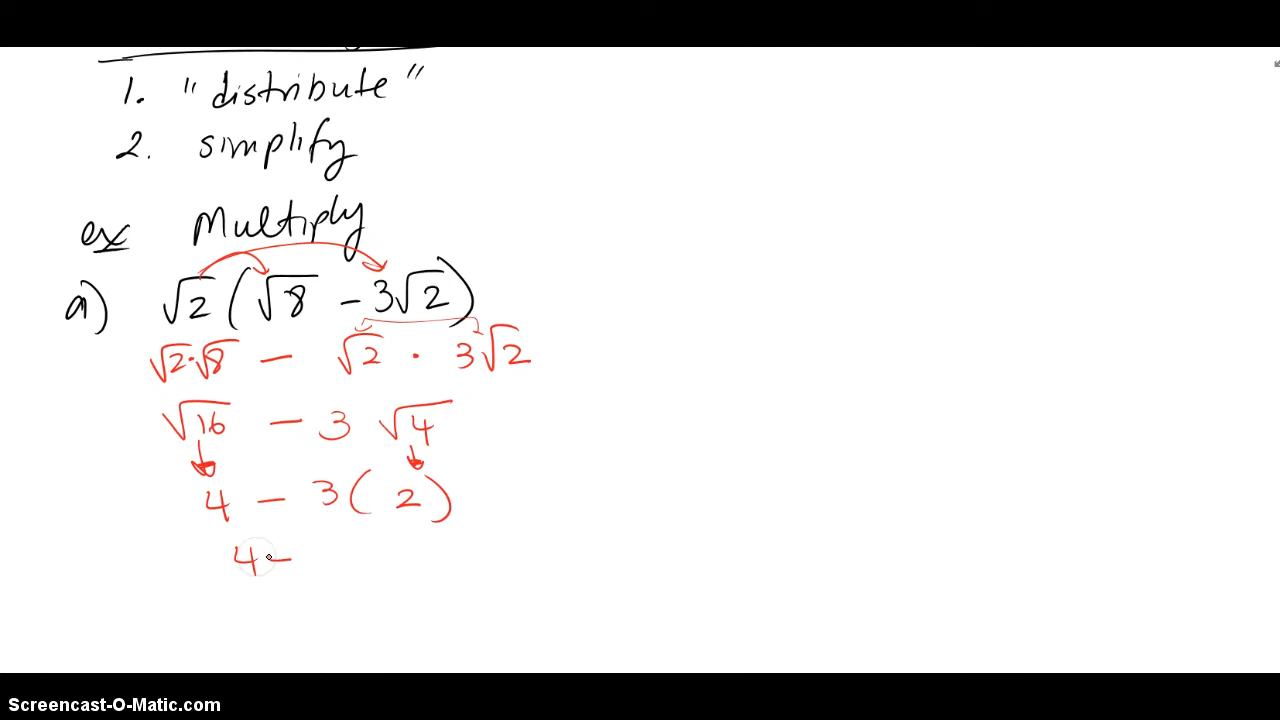 1. "distribute"
2. simplify
ex Multiply
a) √2(√8 - 3√2)
√2·√8 - √2 · 3√2
√16 - 3 √4
4 - 3(2)
4 -
Screencast-O-Matic.com